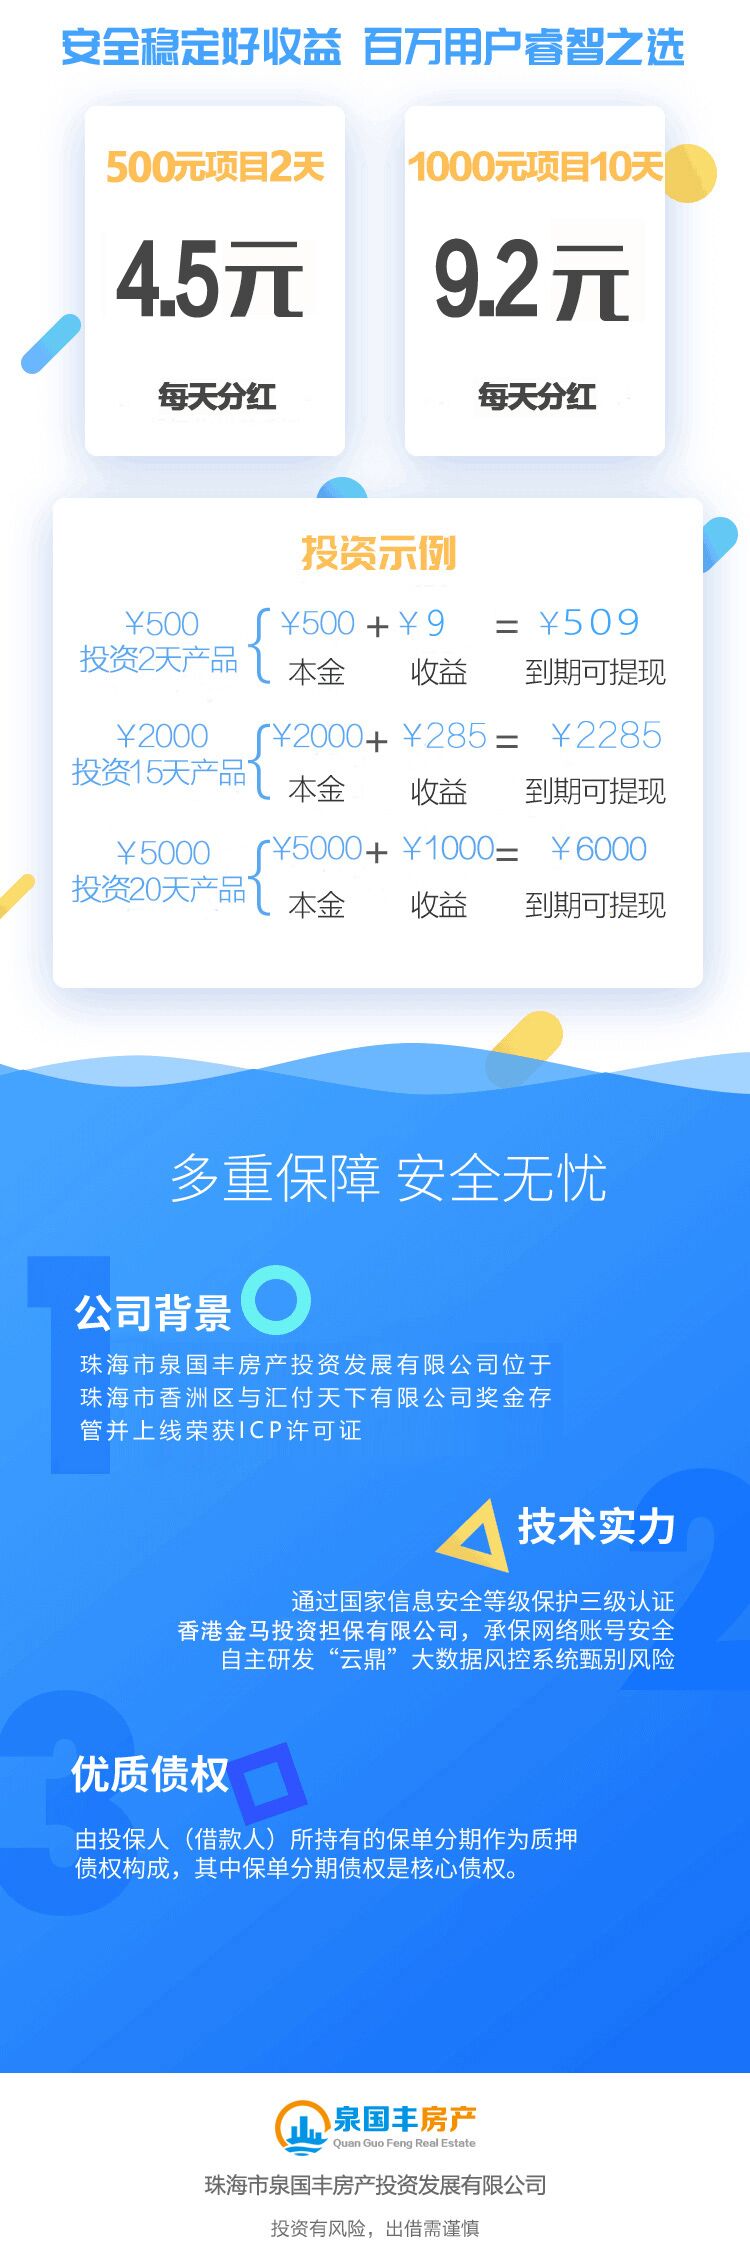 安全稳定好收益 百万用户睿智之选
500元项目2天
4.5元
每天分红
1000元项目10天
9.2元
每天分红
投资示例
¥500 ¥500 + ¥9 = ¥509
投资2天产品 本金 收益 到期可提现
¥2000 ¥2000 + ¥285 = ¥2285
投资15天产品 本金 收益 到期可提现
¥5000 ¥5000 + ¥1000 = ¥6000
投资20天产品 本金 收益 到期可提现
多重保障 安全无忧
1
公司背景
珠海市泉国丰房产投资发展有限公司位于
珠海市香洲区与汇付天下有限公司奖金存
管并上线荣获ICP许可证
2
技术实力
通过国家信息安全等级保护三级认证
香港金马投资担保有限公司，承保网络账号安全
自主研发“云鼎”大数据风控系统甄别风险
3
优质债权
由投保人（借款人）所持有的保单分期作为质押
债权构成，其中保单分期债权是核心债权。
泉国丰房产
Quan Guo Feng Real Estate
珠海市泉国丰房产投资发展有限公司
投资有风险，出借需谨慎